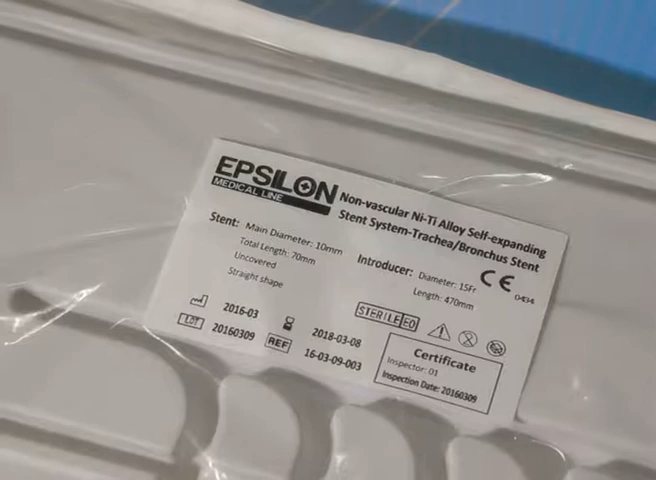 EPSILON
MEDICAL LINE
Non-vascular Ni-Ti Alloy Self-expanding
Stent System-Trachea/Bronchus Stent
Stent: Main Diameter: 10mm
Total Length: 70mm
Uncovered
Straight shape
Introducer: Diameter: 15Fr
Length: 470mm
CE
0434
2016-03
LOT 20160309
2018-03-08
REF 16-03-09-003
STERILE EO
Certificate
Inspector: 01
Inspection Date: 20160309